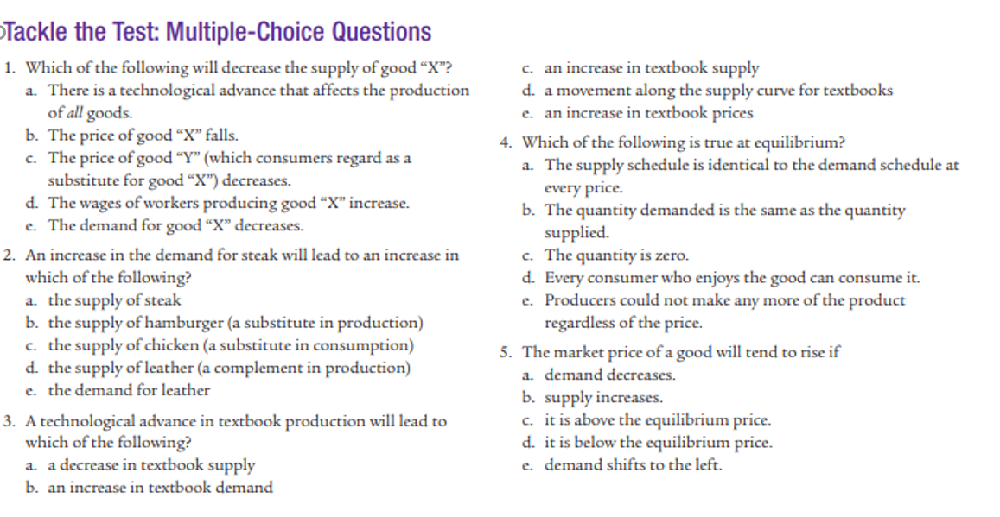 Tackle the Test: Multiple-Choice Questions
1. Which of the following will decrease the supply of good “X”?
a. There is a technological advance that affects the production
of all goods.
b. The price of good “X” falls.
c. The price of good “Y” (which consumers regard as a
substitute for good “X”) decreases.
d. The wages of workers producing good “X” increase.
e. The demand for good “X” decreases.
2. An increase in the demand for steak will lead to an increase in
which of the following?
a. the supply of steak
b. the supply of hamburger (a substitute in production)
c. the supply of chicken (a substitute in consumption)
d. the supply of leather (a complement in production)
e. the demand for leather
3. A technological advance in textbook production will lead to
which of the following?
a. a decrease in textbook supply
b. an increase in textbook demand
c. an increase in textbook supply
d. a movement along the supply curve for textbooks
e. an increase in textbook prices
4. Which of the following is true at equilibrium?
a. The supply schedule is identical to the demand schedule at
every price.
b. The quantity demanded is the same as the quantity
supplied.
c. The quantity is zero.
d. Every consumer who enjoys the good can consume it.
e. Producers could not make any more of the product
regardless of the price.
5. The market price of a good will tend to rise if
a. demand decreases.
b. supply increases.
c. it is above the equilibrium price.
d. it is below the equilibrium price.
e. demand shifts to the left.